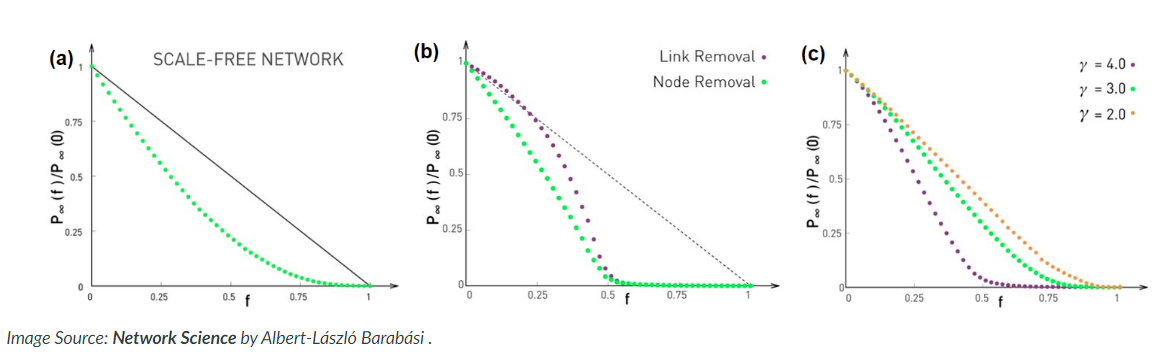 (a) SCALE-FREE NETWORK
P∞(f)/P∞(0)
1
0.75
0.5
0.25
0
0 0.25 0.5 0.75 1
f
(b)
Link Removal
Node Removal
P∞(f)/P∞(0)
1
0.75
0.5
0.25
0
0 0.25 0.5 0.75 1
f
(c)
γ = 4.0
γ = 3.0
γ = 2.0
P∞(f)/P∞(0)
1
0.75
0.5
0.25
0
0 0.25 0.5 0.75 1
f
Image Source: Network Science by Albert-László Barabási .